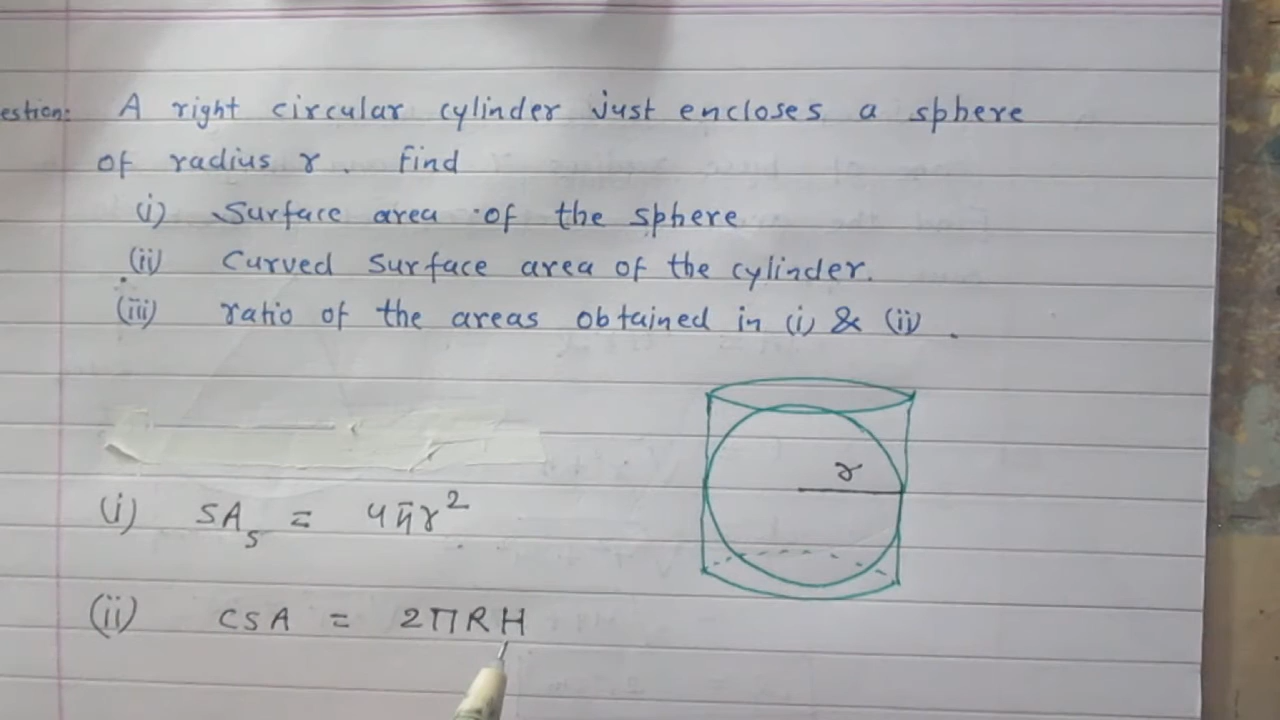 estion: A right circular cylinder just encloses a sphere
of radius r. Find
(i) Surface area of the sphere
(ii) Curved surface area of the cylinder.
(iii) ratio of the areas obtained in (i) & (ii).
r
(i) SAs = 4πr²
(ii) CSA = 2πRH